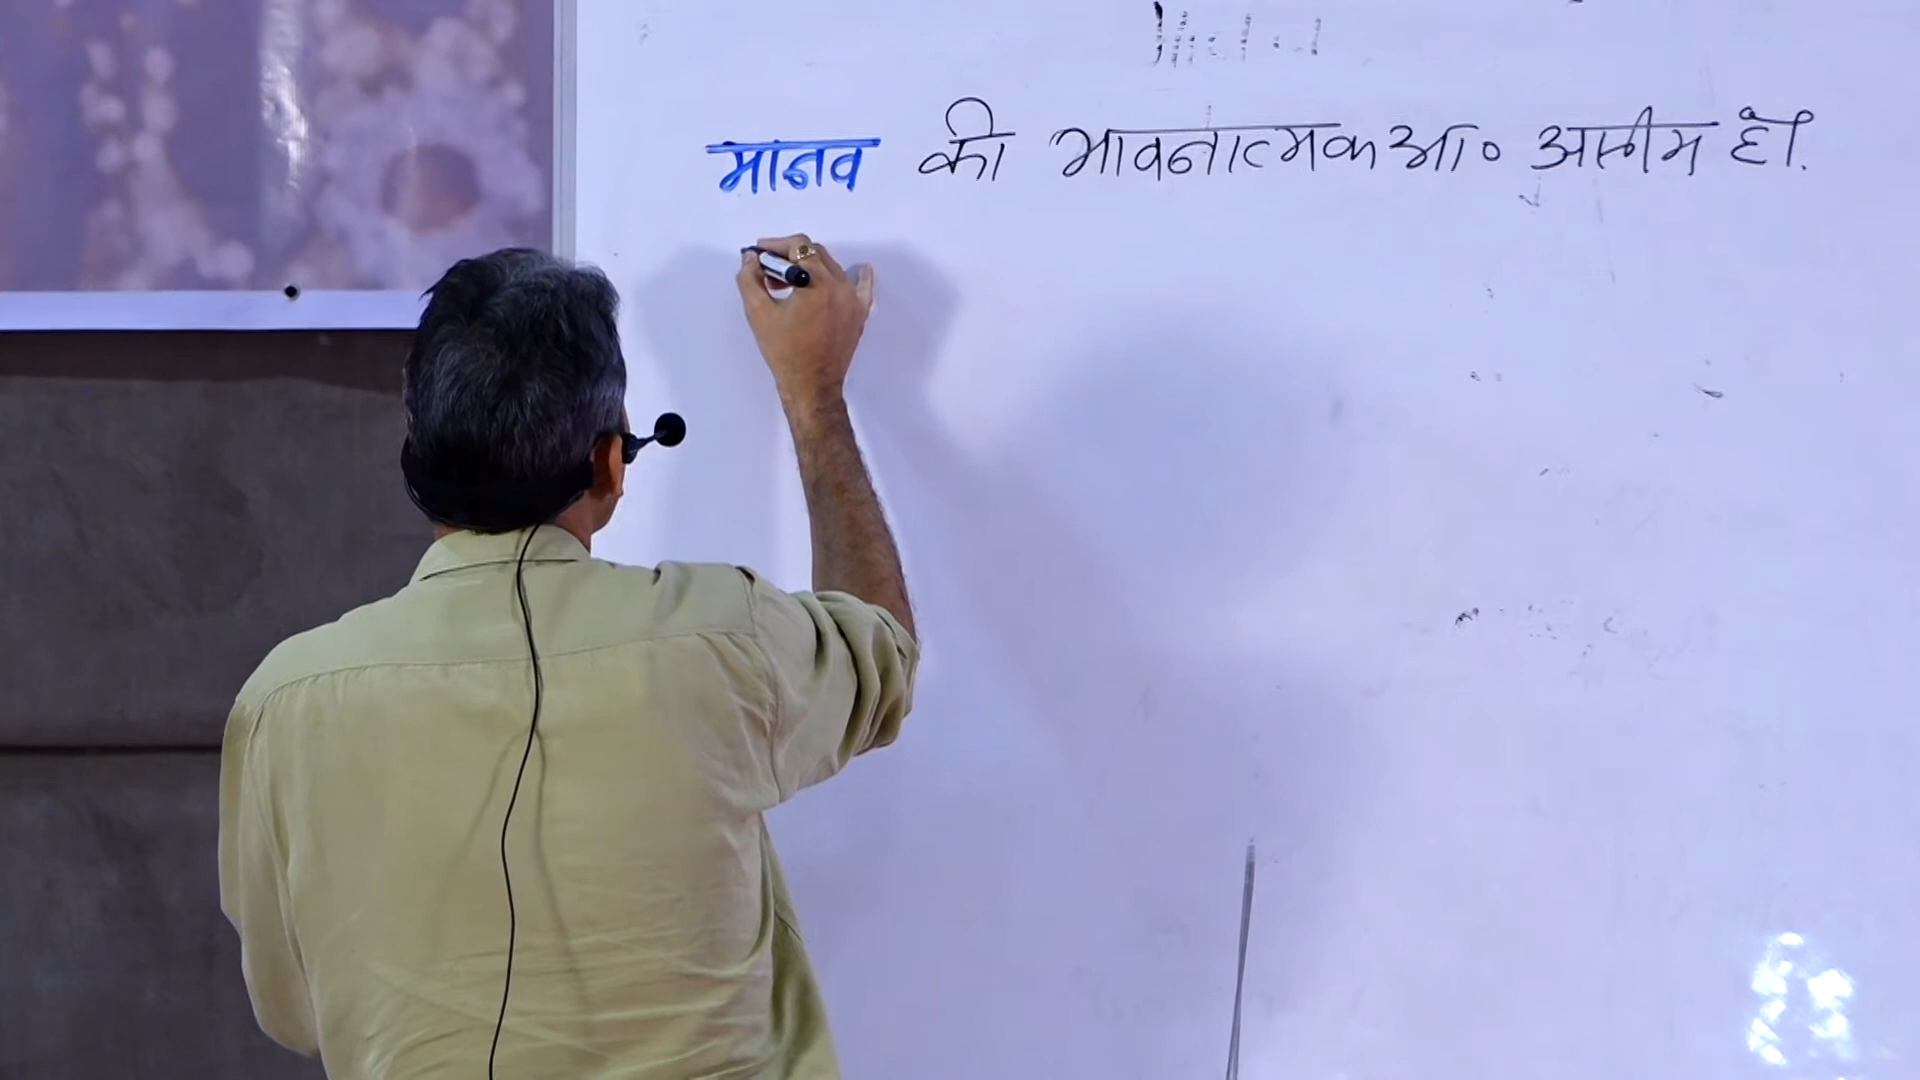 मानव की भावनात्मक आ० असीम हैं.